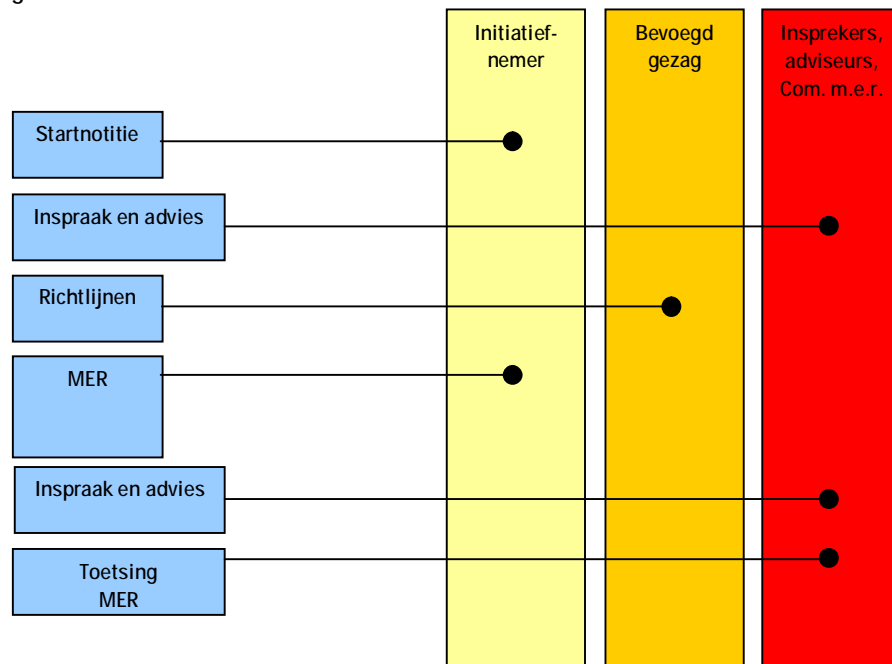 g
Initiatief-
nemer
Bevoegd
gezag
Insprekers,
adviseurs,
Com. m.e.r.
Startnotitie
Inspraak en advies
Richtlijnen
MER
Inspraak en advies
Toetsing
MER